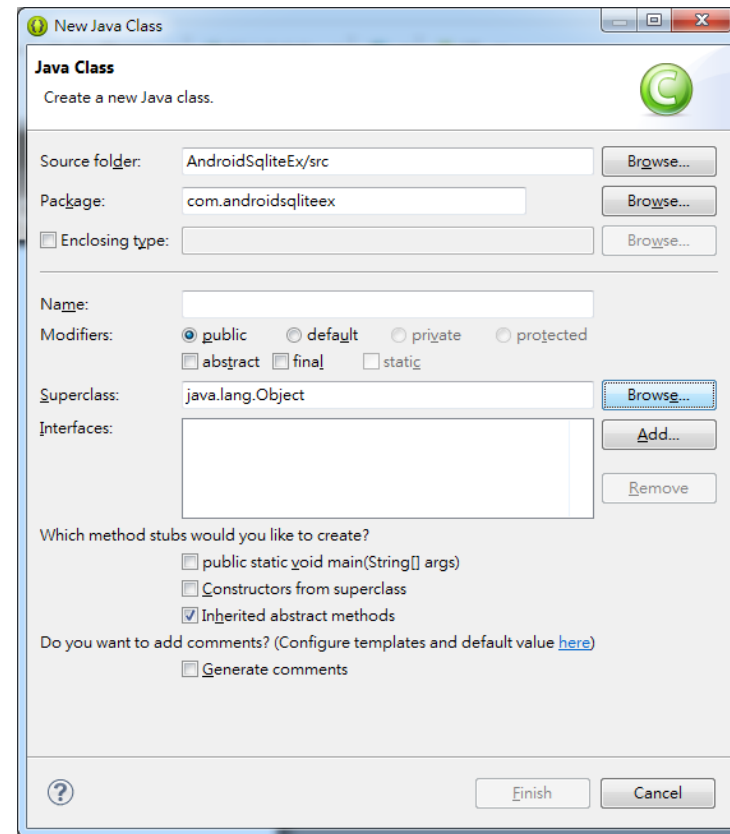 New Java Class
Java Class
Create a new Java class.
Source folder: AndroidSqliteEx/src Browse...
Package: com.androidsqliteex Browse...
Enclosing type: Browse...
Name:
Modifiers: public default private protected
abstract final static
Superclass: java.lang.Object Browse...
Interfaces: Add...
Remove
Which method stubs would you like to create?
public static void main(String[] args)
Constructors from superclass
Inherited abstract methods
Do you want to add comments? (Configure templates and default value here)
Generate comments
? Finish Cancel